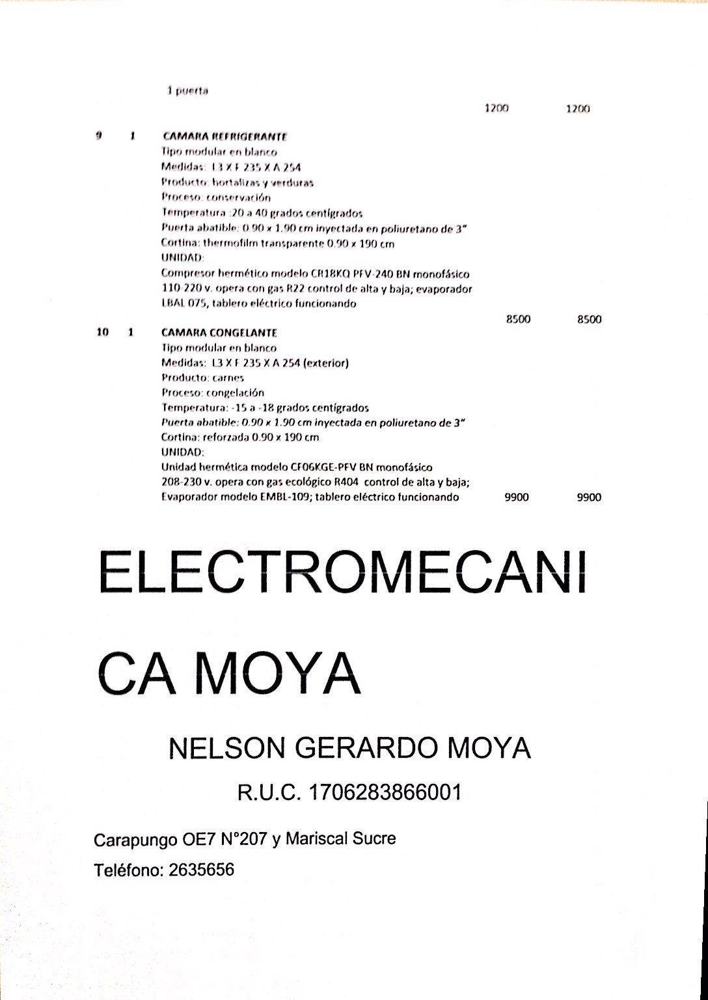 1 puerta
1200 1200
9 1 CAMARA REFRIGERANTE
Tipo modular en blanco
Medidas: L3 X F 235 X A 254
Producto: hortalizas y verduras
Proceso: conservación
Temperatura :20 a 40 grados centígrados
Puerta abatible: 0.90 x 1.90 cm inyectada en poliuretano de 3”
Cortina: thermofilm transparente 0.90 x 190 cm
UNIDAD:
Compresor hermético modelo CR18KQ PFV-240 BN monofásico
110-220 v. opera con gas R22 control de alta y baja; evaporador
LBAL 075, tablero eléctrico funcionando
8500 8500
10 1 CAMARA CONGELANTE
Tipo modular en blanco
Medidas: L3 X F 235 X A 254 (exterior)
Producto: carnes
Proceso: congelación
Temperatura: -15 a -18 grados centígrados
Puerta abatible: 0.90 x 1.90 cm inyectada en poliuretano de 3”
Cortina: reforzada 0.90 x 190 cm
UNIDAD:
Unidad hermética modelo CF06KGE-PFV BN monofásico
208-230 v. opera con gas ecológico R404 control de alta y baja;
Evaporador modelo EMBL-109; tablero eléctrico funcionando 9900 9900
ELECTROMECANI
CA MOYA
NELSON GERARDO MOYA
R.U.C. 1706283866001
Carapungo OE7 N°207 y Mariscal Sucre
Teléfono: 2635656